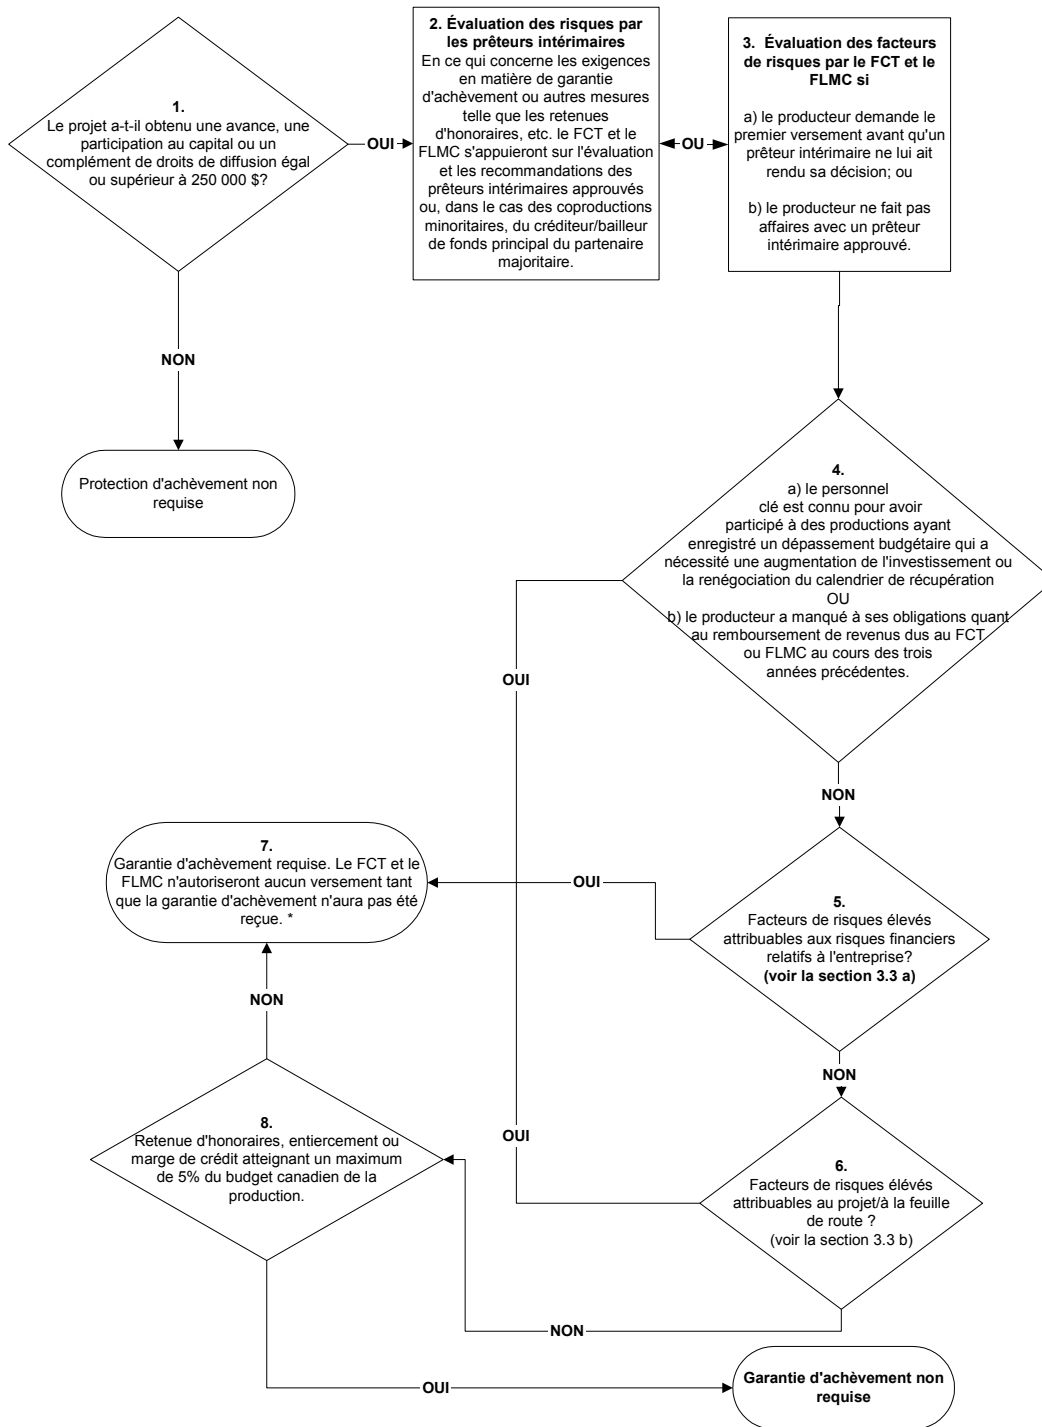 1.
Le projet a-t-il obtenu une avance, une
participation au capital ou un
complément de droits de diffusion égal
ou supérieur à 250 000 $?
OUI
2. Évaluation des risques par
les prêteurs intérimaires
En ce qui concerne les exigences
en matière de garantie
d'achèvement ou autres mesures
telle que les retenues
d'honoraires, etc. le FCT et le
FLMC s'appuieront sur l'évaluation
et les recommandations des
prêteurs intérimaires approuvés
ou, dans le cas des coproductions
minoritaires, du créditeur/bailleur
de fonds principal du partenaire
majoritaire.
OU
3. Évaluation des facteurs
de risques par le FCT et le
FLMC si
a) le producteur demande le
premier versement avant qu'un
prêteur intérimaire ne lui ait
rendu sa décision; ou
b) le producteur ne fait pas
affaires avec un prêteur
intérimaire approuvé.
NON
Protection d'achèvement non
requise
4.
a) le personnel
clé est connu pour avoir
participé à des productions ayant
enregistré un dépassement budgétaire qui a
nécessité une augmentation de l'investissement ou
la renégociation du calendrier de récupération
OU
b) le producteur a manqué à ses obligations quant
au remboursement de revenus dus au FCT
ou FLMC au cours des trois
années précédentes.
OUI
NON
7.
Garantie d'achèvement requise. Le FCT et le
FLMC n'autoriseront aucun versement tant
que la garantie d'achèvement n'aura pas été
reçue. *
OUI
5.
Facteurs de risques élevés
attribuables aux risques financiers
relatifs à l'entreprise?
(voir la section 3.3 a)
NON
NON
8.
Retenue d'honoraires, entiercement ou
marge de crédit atteignant un maximum
de 5% du budget canadien de la
production.
OUI
6.
Facteurs de risques élévés
attribuables au projet/à la feuille
de route ?
(voir la section 3.3 b)
NON
OUI
Garantie d'achèvement non
requise